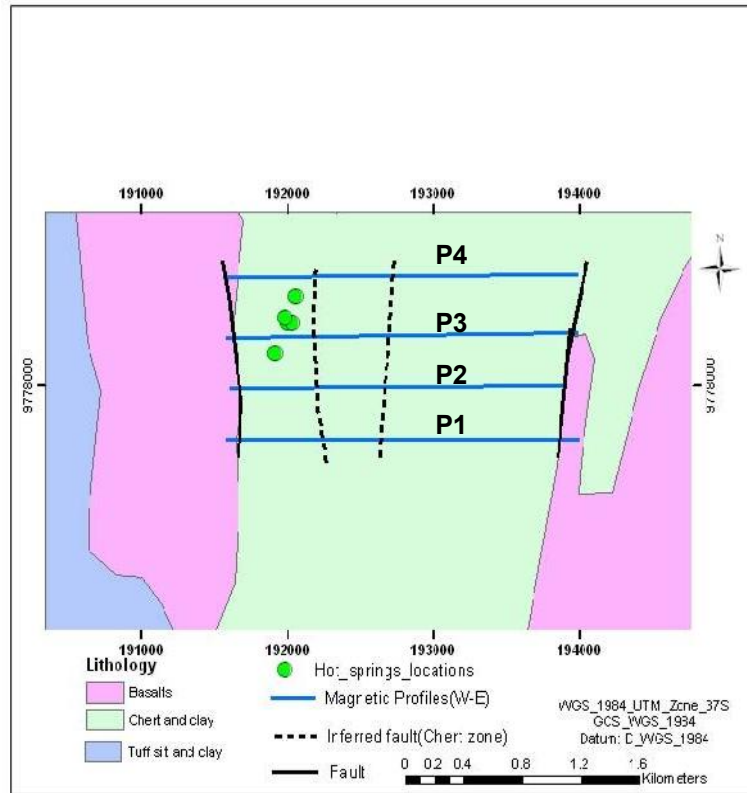 191000 192000 193000 194000
P4
N
P3
9778000 9778000
P2
P1
191000 192000 193000 194000
Lithology
Basalts
Chert and clay
Tuff silt and clay
Hot_springs_locations
Magnetic Profiles(W-E)
Inferred fault(Chert zone)
Fault
WGS_1984_UTM_Zone_37S
GCS_WGS_1984
Datum: D_WGS_1984
0 0.2 0.4 0.8 1.2 1.6
Kilometers